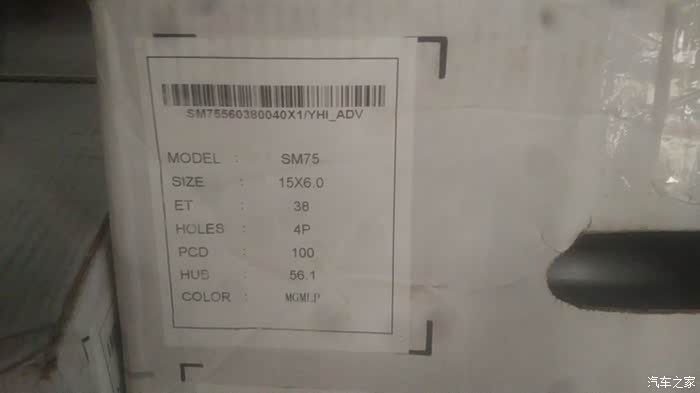 SM75560380040X1/YHI_ADV
MODEL : SM75
SIZE : 15X6.0
ET : 38
HOLES : 4P
PCD : 100
HUB : 56.1
COLOR : MGMLP
汽车之家